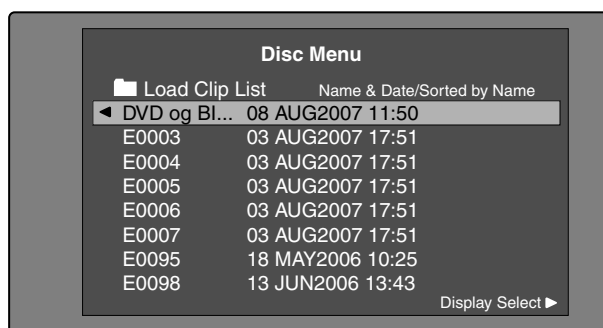 Disc Menu
Load Clip List Name & Date/Sorted by Name
DVD og Bl... 08 AUG2007 11:50
E0003 03 AUG2007 17:51
E0004 03 AUG2007 17:51
E0005 03 AUG2007 17:51
E0006 03 AUG2007 17:51
E0007 03 AUG2007 17:51
E0095 18 MAY2006 10:25
E0098 13 JUN2006 13:43
Display Select